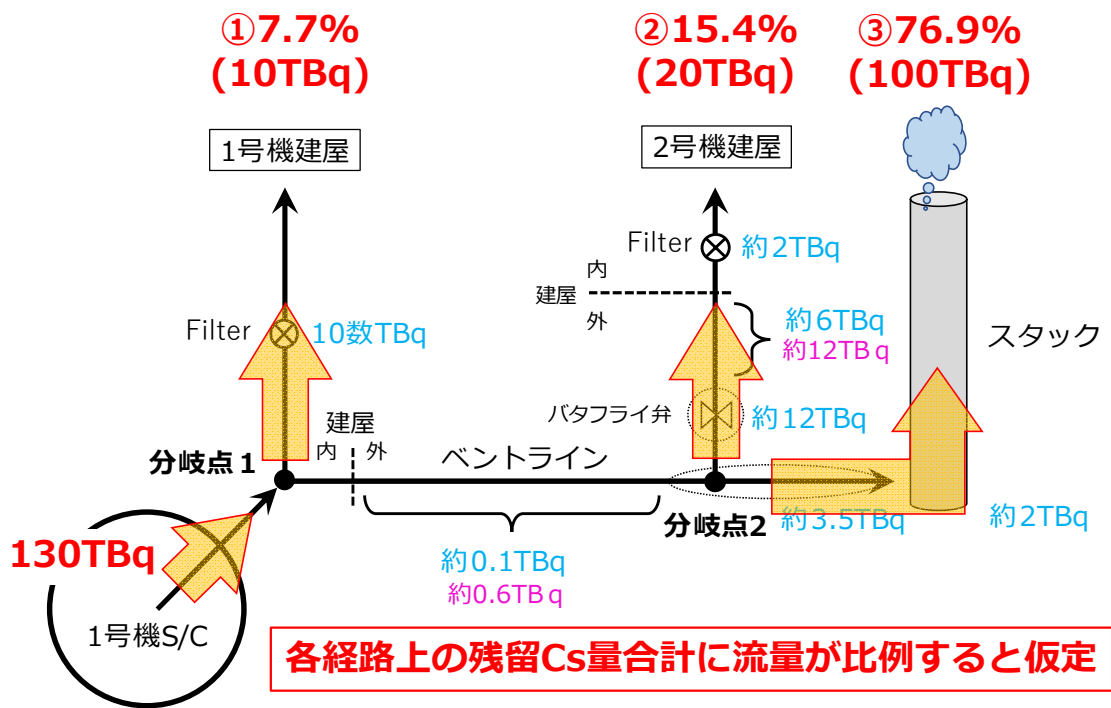 ①7.7%
(10TBq)
②15.4%
(20TBq)
③76.9%
(100TBq)
1号機建屋
2号機建屋
Filter
約2TBq
内
建屋
外
Filter
10数TBq
約6TBq
約12TBq
スタック
バタフライ弁
約12TBq
建屋
内 外
分岐点1
ベントライン
分岐点2
約3.5TBq
約2TBq
約0.1TBq
約0.6TBq
130TBq
1号機S/C
各経路上の残留Cs量合計に流量が比例すると仮定